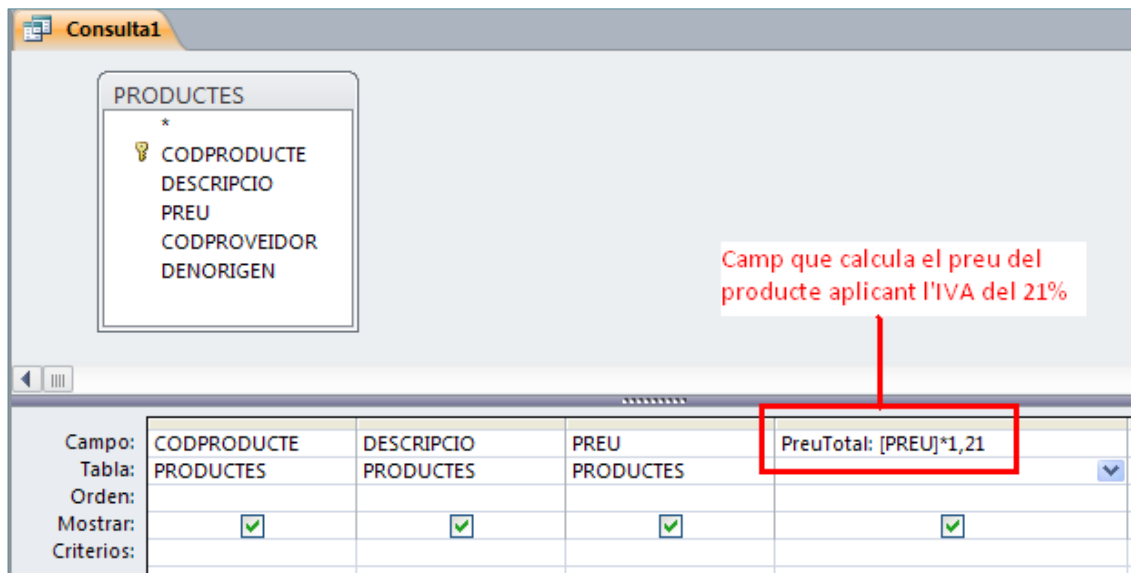 Consulta1
PRODUCTES
*
CODPRODUCTE
DESCRIPCIO
PREU
CODPROVEIDOR
DENORIGEN
Camp que calcula el preu del
producte aplicant l'IVA del 21%
Campo: CODPRODUCTE DESCRIPCIO PREU PreuTotal: [PREU]*1,21
Tabla: PRODUCTES PRODUCTES PRODUCTES
Orden:
Mostrar:
Criterios: